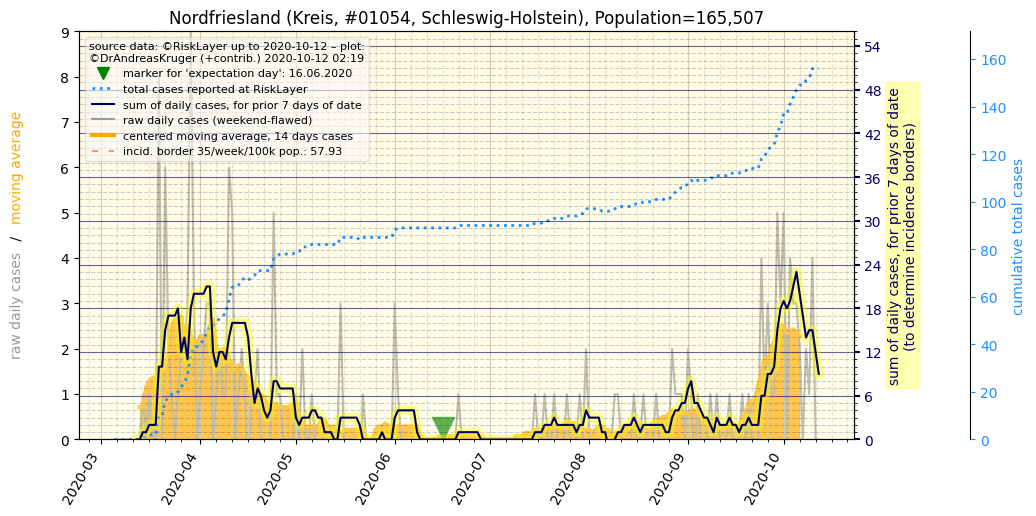 Nordfriesland (Kreis, #01054, Schleswig-Holstein), Population=165,507
source data: ©RiskLayer up to 2020-10-12 – plot:
©DrAndreasKruger (+contrib.) 2020-10-12 02:19
marker for 'expectation day': 16.06.2020
total cases reported at RiskLayer
sum of daily cases, for prior 7 days of date
raw daily cases (weekend-flawed)
centered moving average, 14 days cases
incid. border 35/week/100k pop.: 57.93
raw daily cases / moving average
9
8
7
6
5
4
3
2
1
0
2020-03
2020-04
2020-05
2020-06
2020-07
2020-08
2020-09
2020-10
54
48
42
36
30
24
18
12
6
0
sum of daily cases, for prior 7 days of date
(to determine incidence borders)
160
140
120
100
80
60
40
20
0
cumulative total cases